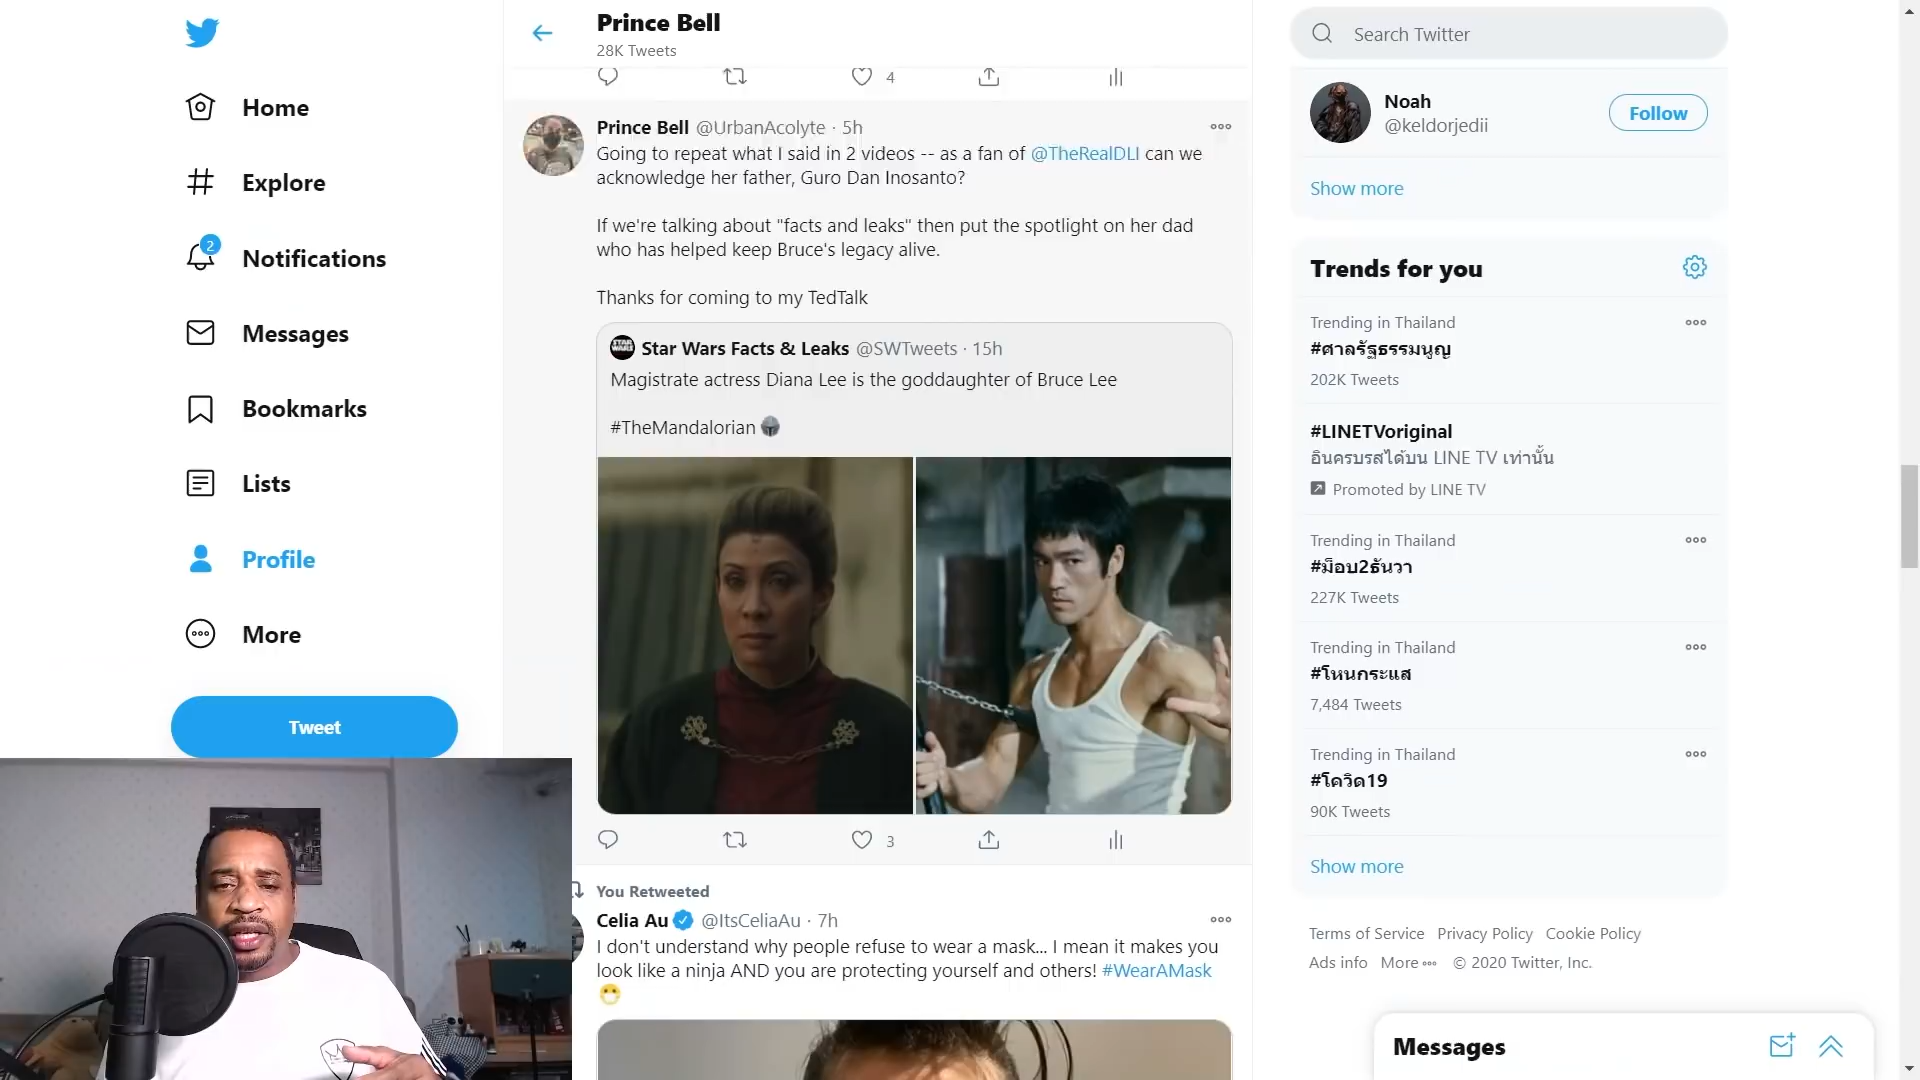 Home
Explore
2
Notifications
Messages
Bookmarks
Lists
Profile
More
Tweet
Prince Bell
28K Tweets
4
Prince Bell @UrbanAcolyte · 5h
Going to repeat what I said in 2 videos -- as a fan of @TheRealDLI can we
acknowledge her father, Guro Dan Inosanto?
If we're talking about "facts and leaks" then put the spotlight on her dad
who has helped keep Bruce's legacy alive.
Thanks for coming to my TedTalk
STAR WARS
Star Wars Facts & Leaks @SWTweets · 15h
Magistrate actress Diana Lee is the goddaughter of Bruce Lee
#TheMandalorian
3
You Retweeted
Celia Au @ItsCeliaAu · 7h
I don't understand why people refuse to wear a mask... I mean it makes you
look like a ninja AND you are protecting yourself and others! #WearAMask
Search Twitter
Noah
@keldorjedii
Follow
Show more
Trends for you
Trending in Thailand
#ศาลรัฐธรรมนูญ
202K Tweets
#LINETVoriginal
อินครบรสได้บน LINE TV เท่านั้น
Promoted by LINE TV
Trending in Thailand
#ม็อบ2ธันวา
227K Tweets
Trending in Thailand
#โหนกระแส
7,484 Tweets
Trending in Thailand
#โควิด19
90K Tweets
Show more
Terms of Service Privacy Policy Cookie Policy
Ads info More © 2020 Twitter, Inc.
Messages